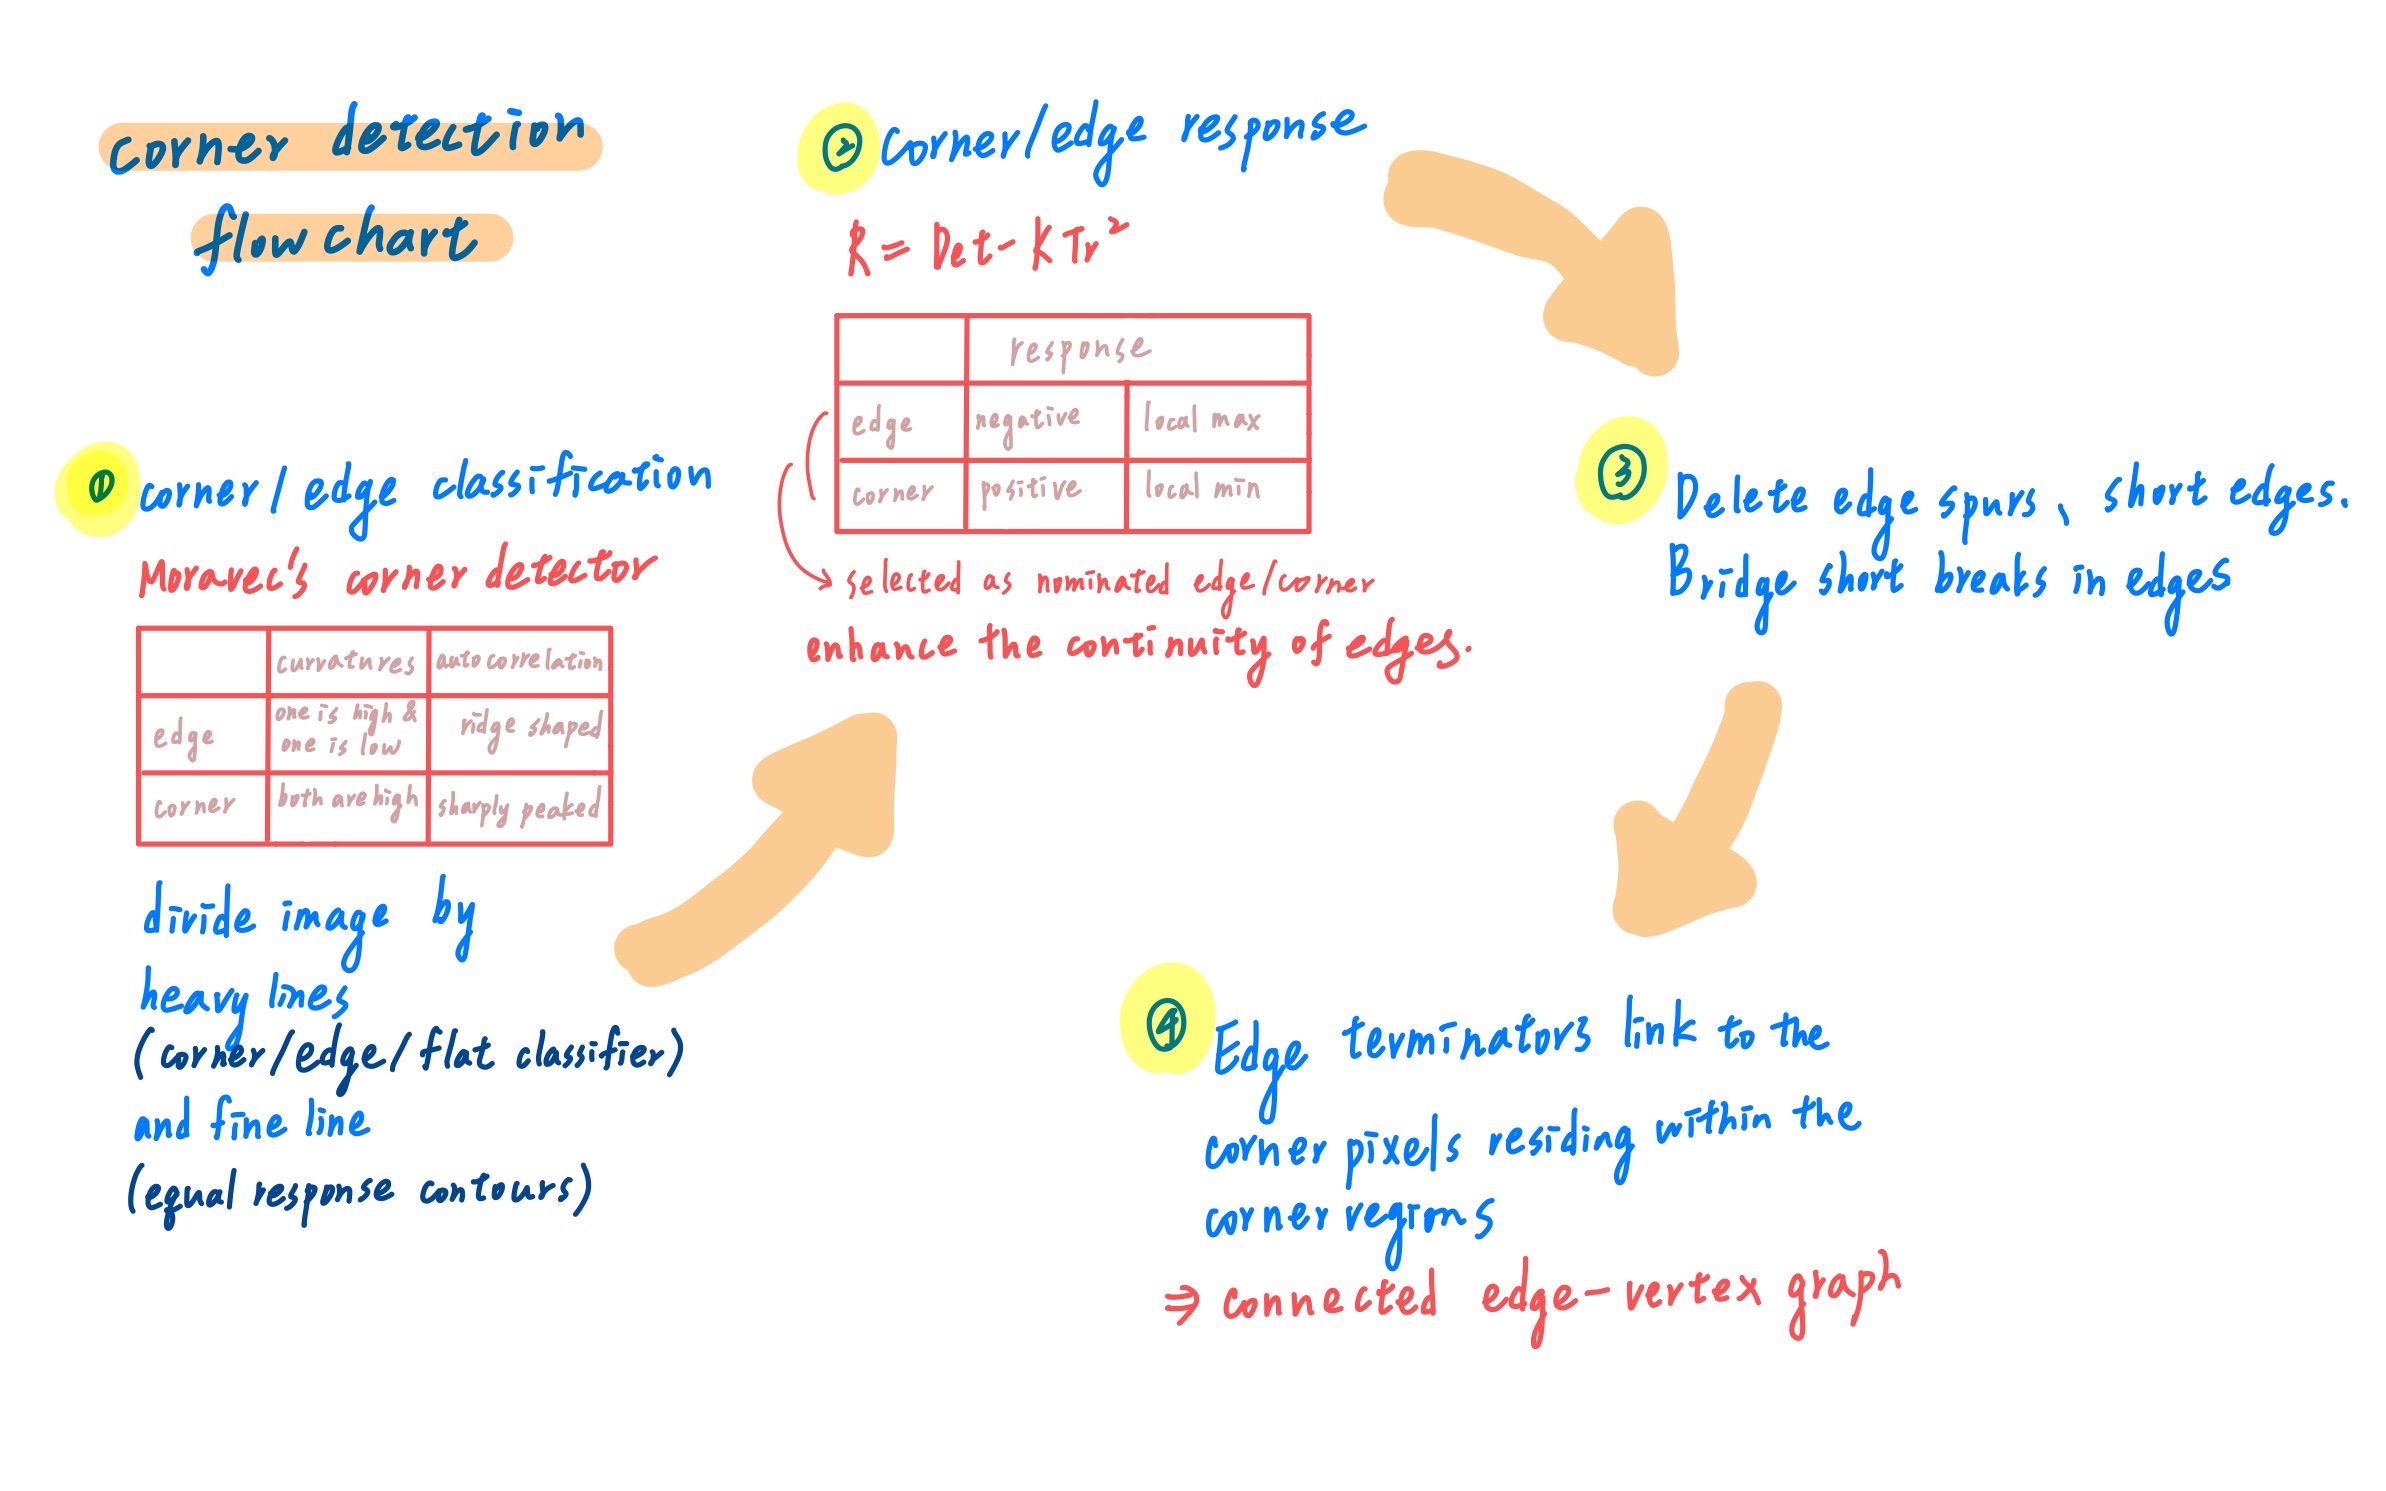 corner detection
flow chart
① corner / edge classification
Moravec's corner detector
curvatures autocorrelation
edge one is high & one is low ridge shaped
corner both are high sharply peaked
divide image by
heavy lines
(corner/edge/flat classifier)
and fine line
(equal response contours)
② corner/edge response
R = Det - KTr²
response
edge negative local max
corner positive local min
selected as nominated edge/corner
enhance the continuity of edges.
③ Delete edge spurs、short edges.
Bridge short breaks in edges
④ Edge terminators link to the
corner pixels residing within the
corner regions
⇒ connected edge-vertex graph